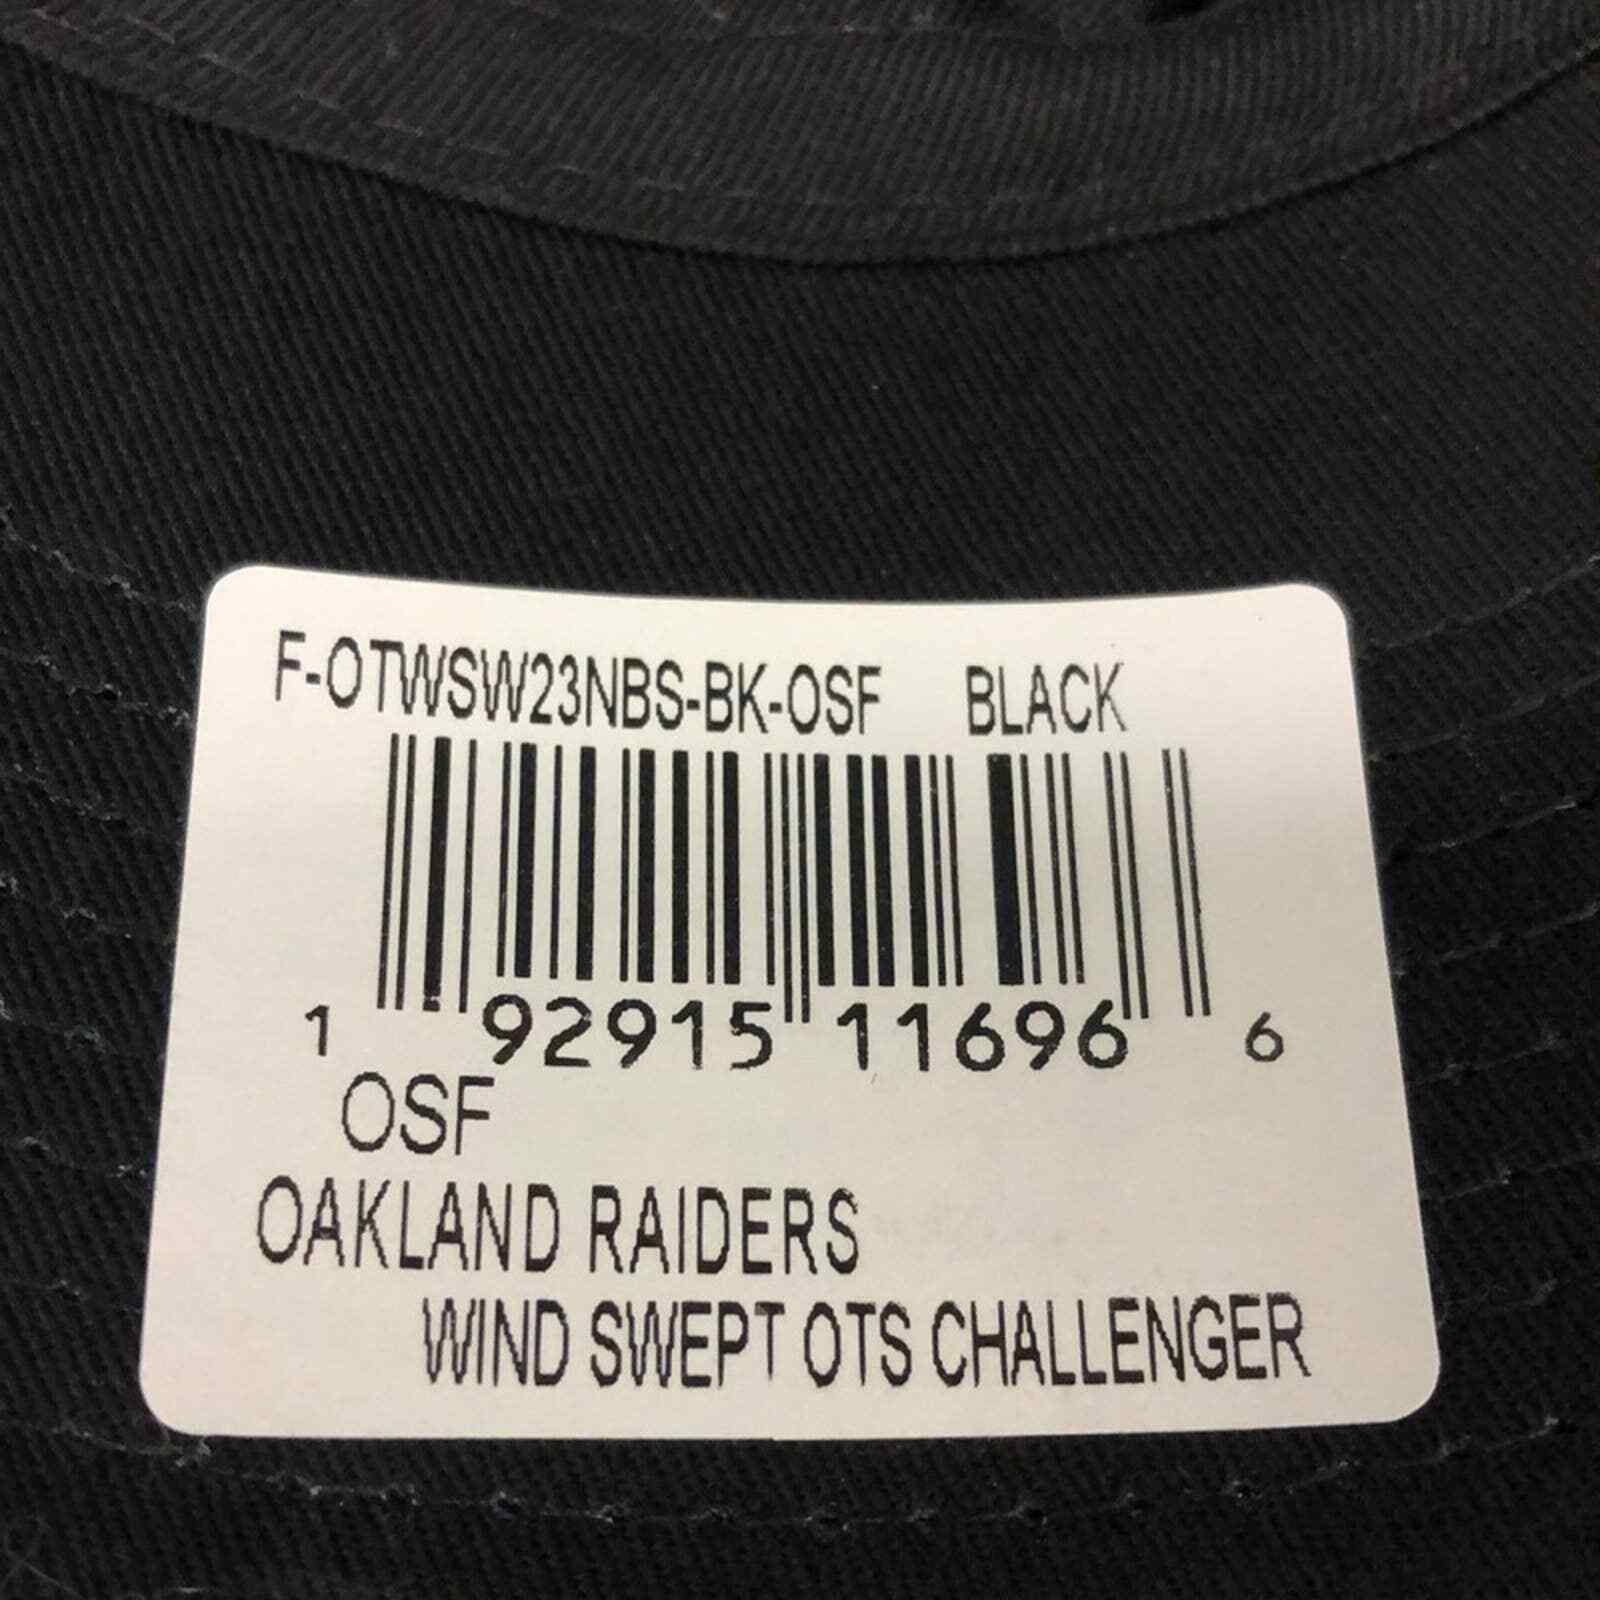 F-OTWSW23NBS-BK-OSF BLACK
1 92915 11696 6
OSF
OAKLAND RAIDERS
WIND SWEPT OTS CHALLENGER